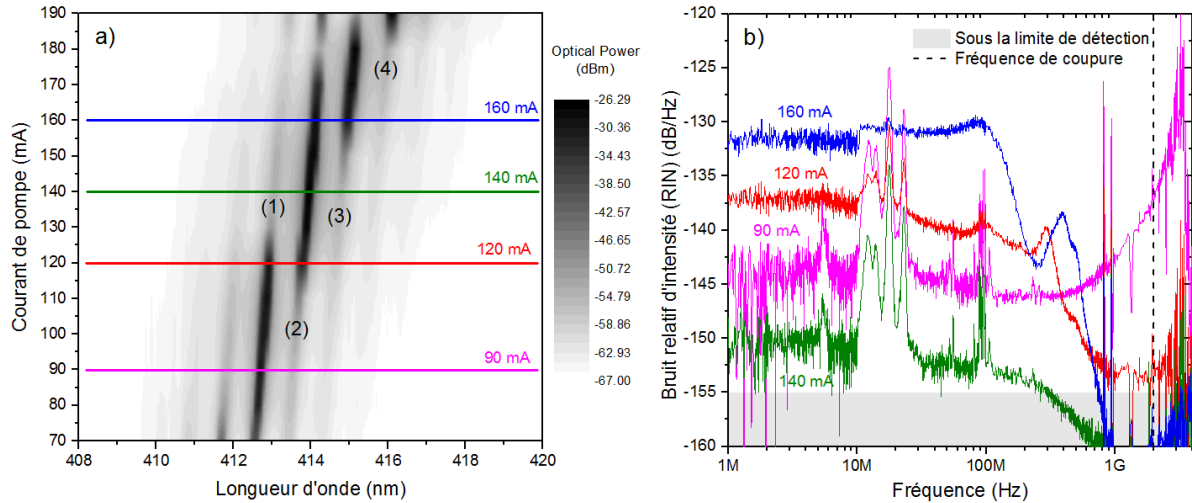 a)
Courant de pompe (mA)
190
180
170
160
150
140
130
120
110
100
90
80
70
160 mA
140 mA
120 mA
90 mA
(1)
(2)
(3)
(4)
408
410
412
414
416
418
420
Longueur d'onde (nm)
Optical Power
(dBm)
-26.29
-30.36
-34.43
-38.50
-42.57
-46.65
-50.72
-54.79
-58.86
-62.93
-67.00
b)
Bruit relatif d'intensité (RIN) (dB/Hz)
-120
-125
-130
-135
-140
-145
-150
-155
-160
Sous la limite de détection
Fréquence de coupure
160 mA
120 mA
90 mA
140 mA
1M
10M
100M
1G
Fréquence (Hz)